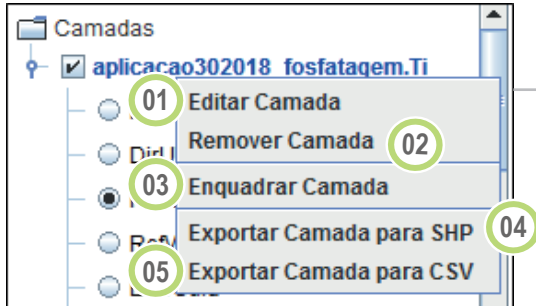 Camadas
aplicacao302018_fosfatagem.Ti
01 Editar Camada
Remover Camada 02
03 Enquadrar Camada
Exportar Camada para SHP 04
05 Exportar Camada para CSV